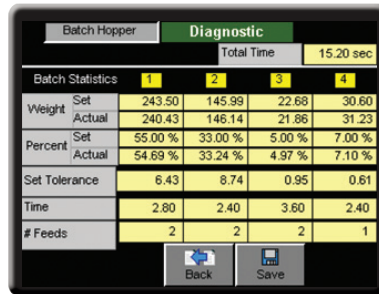 Batch Hopper Diagnostic
Total Time 15.20 sec
Batch Statistics 1 2 3 4
Weight Set 243.50 145.99 22.68 30.60
Actual 240.43 146.14 21.86 31.23
Percent Set 55.00 % 33.00 % 5.00 % 7.00 %
Actual 54.69 % 33.24 % 4.97 % 7.10 %
Set Tolerance 6.43 8.74 0.95 0.61
Time 2.80 2.40 3.60 2.40
# Feeds 2 2 2 1
Back Save